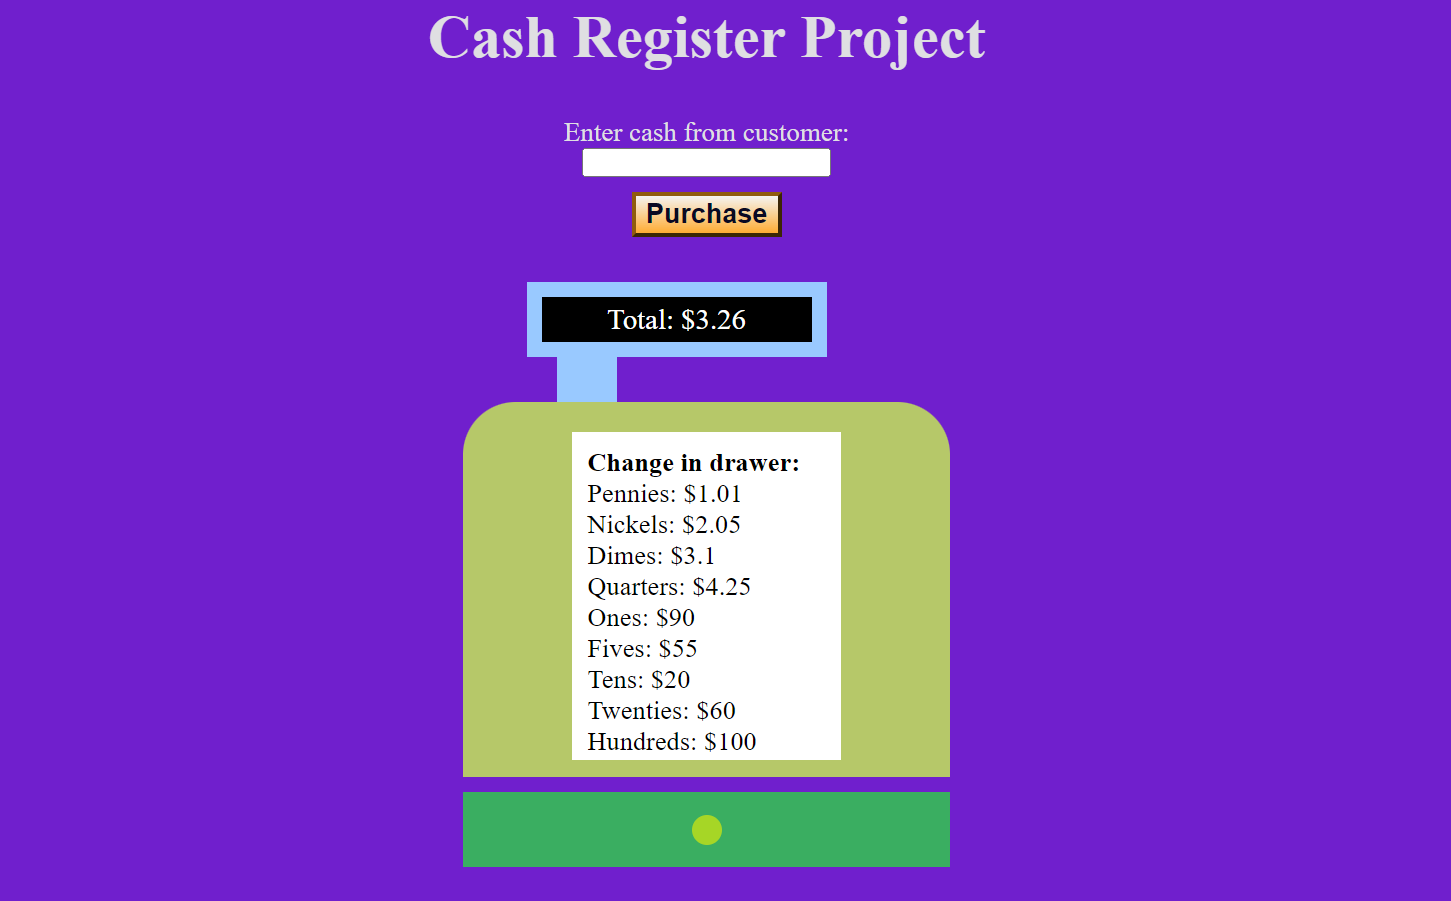 Cash Register Project
Enter cash from customer:
Purchase
Total: $3.26
Change in drawer:
Pennies: $1.01
Nickels: $2.05
Dimes: $3.1
Quarters: $4.25
Ones: $90
Fives: $55
Tens: $20
Twenties: $60
Hundreds: $100